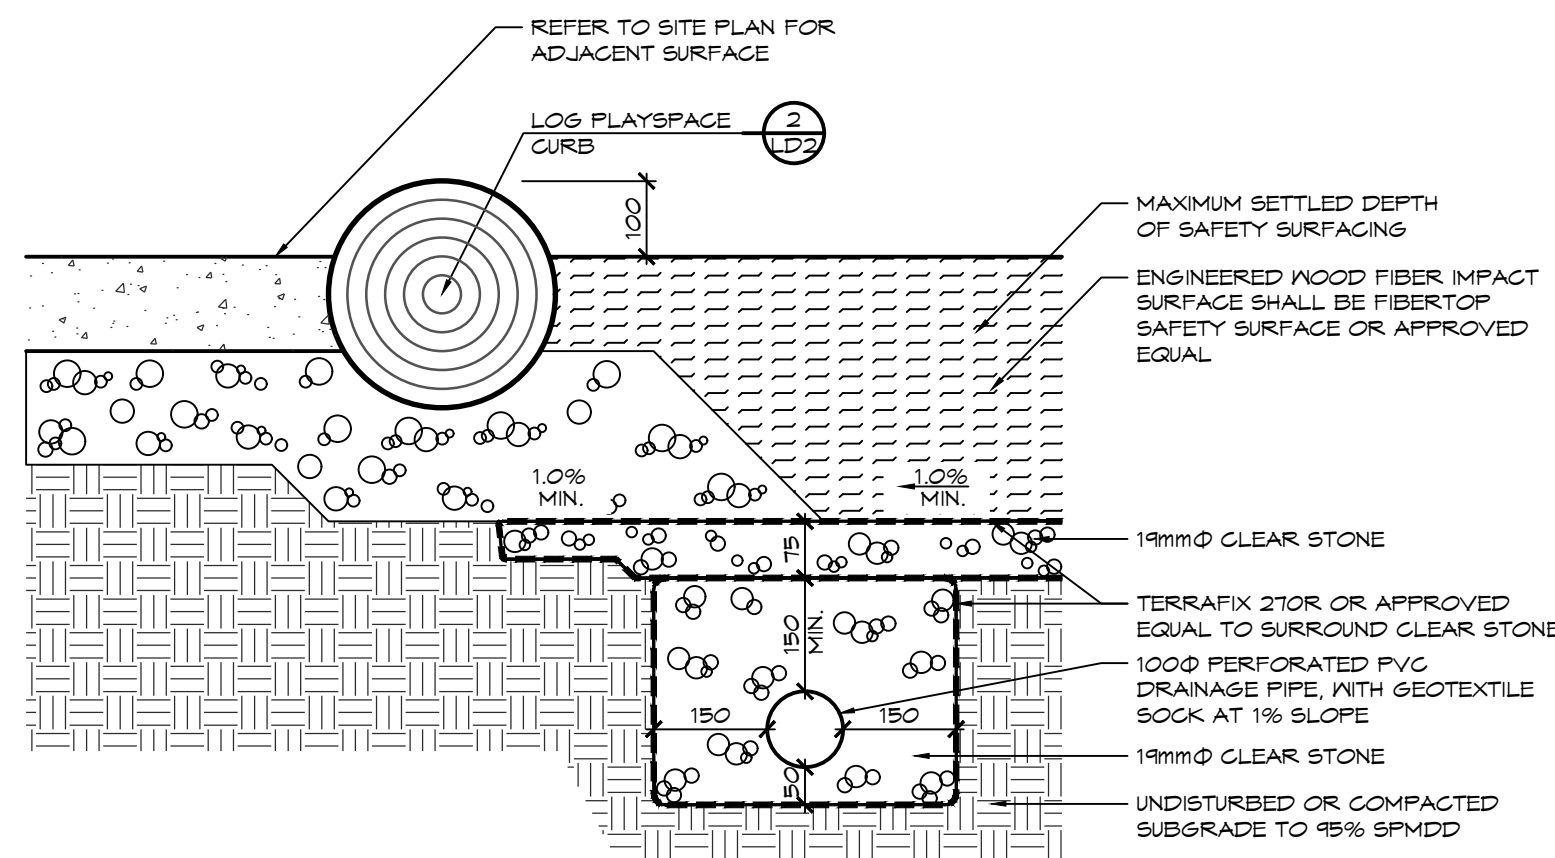 REFER TO SITE PLAN FOR
ADJACENT SURFACE
LOG PLAYSPACE
CURB
2
LD2
100
MAXIMUM SETTLED DEPTH
OF SAFETY SURFACING
ENGINEERED WOOD FIBER IMPACT
SURFACE SHALL BE FIBERTOP
SAFETY SURFACE OR APPROVED
EQUAL
1.0%
MIN.
1.0%
MIN.
75
19mmΦ CLEAR STONE
150
MIN.
TERRAFIX 270R OR APPROVED
EQUAL TO SURROUND CLEAR STONE
100Φ PERFORATED PVC
DRAINAGE PIPE, WITH GEOTEXTILE
SOCK AT 1% SLOPE
150
150
19mmΦ CLEAR STONE
50
UNDISTURBED OR COMPACTED
SUBGRADE TO 95% SPMDD